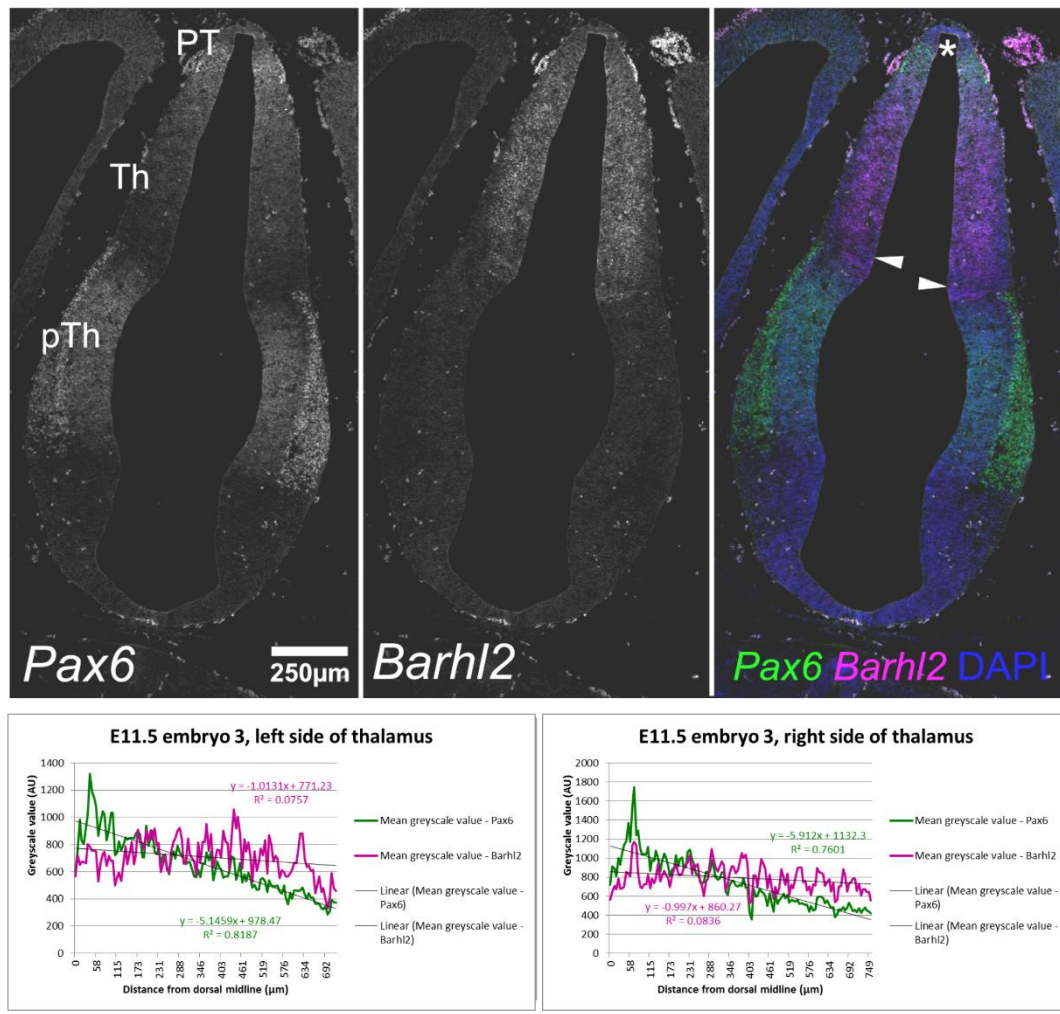 PT
Th
pTh
*
Pax6
250µm
Barhl2
Pax6 Barhl2 DAPI
E11.5 embryo 3, left side of thalamus
Greyscale value (AU)
1400
1200
1000
800
600
400
200
0
y = -1.0131x + 771.23
R² = 0.0757
y = -5.1459x + 978.47
R² = 0.8187
0
58
115
173
231
288
346
404
461
519
576
634
692
Distance from dorsal midline (µm)
Mean greyscale value - Pax6
Mean greyscale value - Barhl2
Linear (Mean greyscale value -
Pax6)
Linear (Mean greyscale value -
Barhl2)
E11.5 embryo 3, right side of thalamus
Greyscale value (AU)
2000
1800
1600
1400
1200
1000
800
600
400
200
0
y = -5.912x + 1132.3
R² = 0.7601
y = -0.997x + 860.27
R² = 0.0836
0
58
115
173
231
288
346
403
461
519
576
634
692
749
Distance from dorsal midline (µm)
Mean greyscale value - Pax6
Mean greyscale value - Barhl2
Linear (Mean greyscale value -
Pax6)
Linear (Mean greyscale value -
Barhl2)